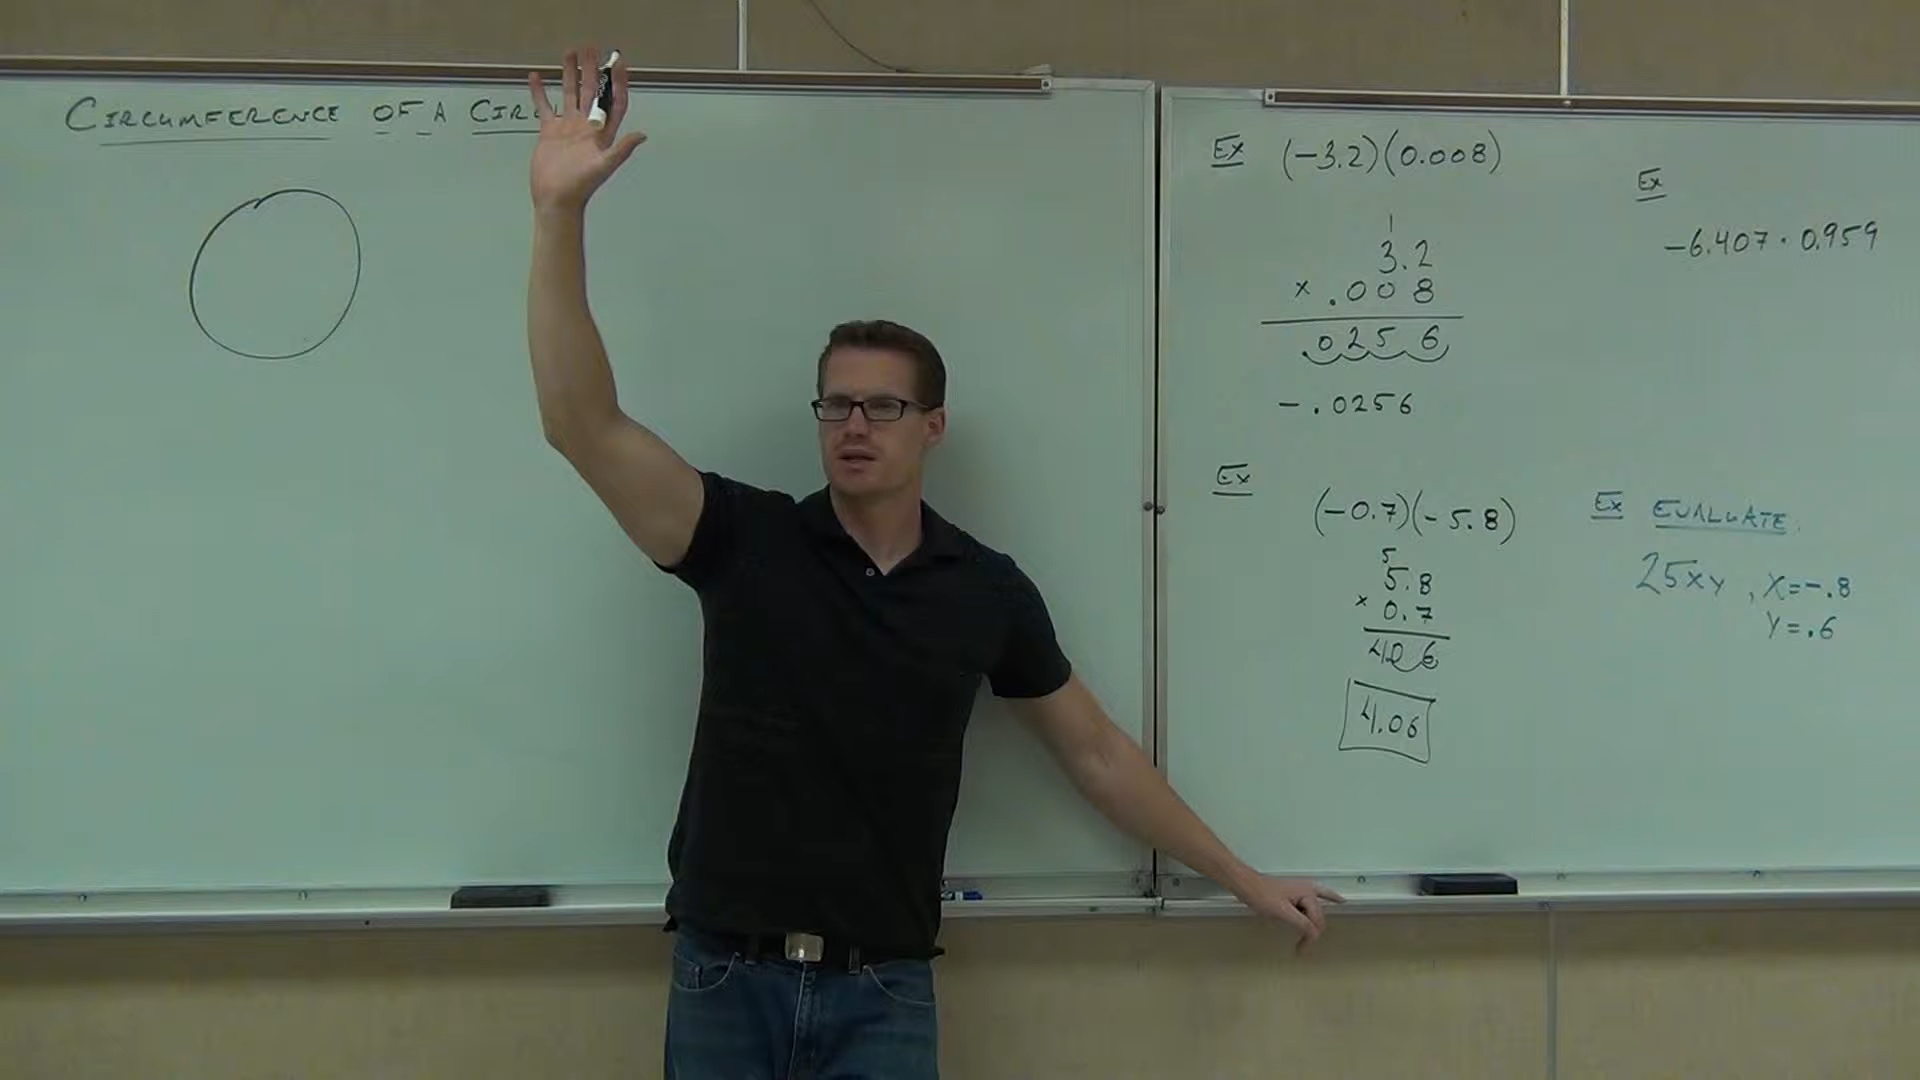 CIRCUMFERENCE OF A CIRC
Ex (-3.2)(0.008)
1
3.2
x .008
0256
-.0256
Ex
(-0.7)(-5.8)
5
5.8
x 0.7
406
4.06
Ex
-6.407 · 0.959
Ex EVALUATE.
25xy, X=-.8
Y=.6